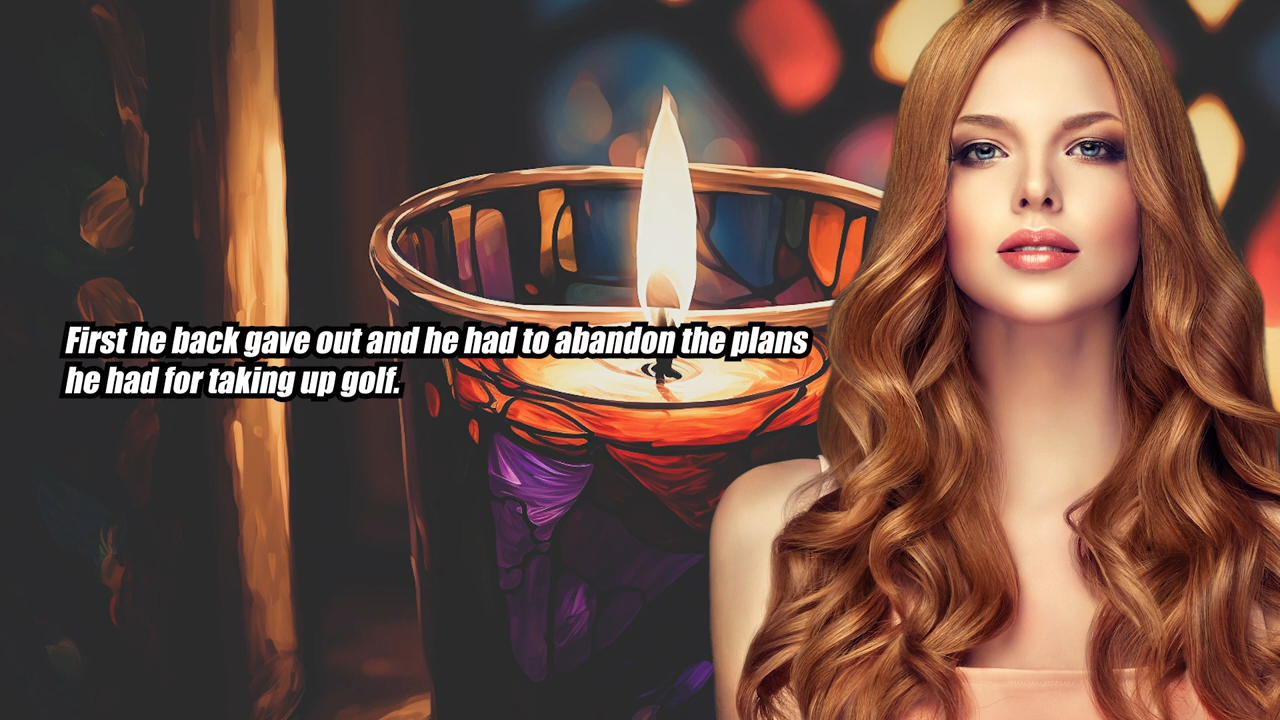 First he back gave out and he had to abandon the plans
he had for taking up golf.